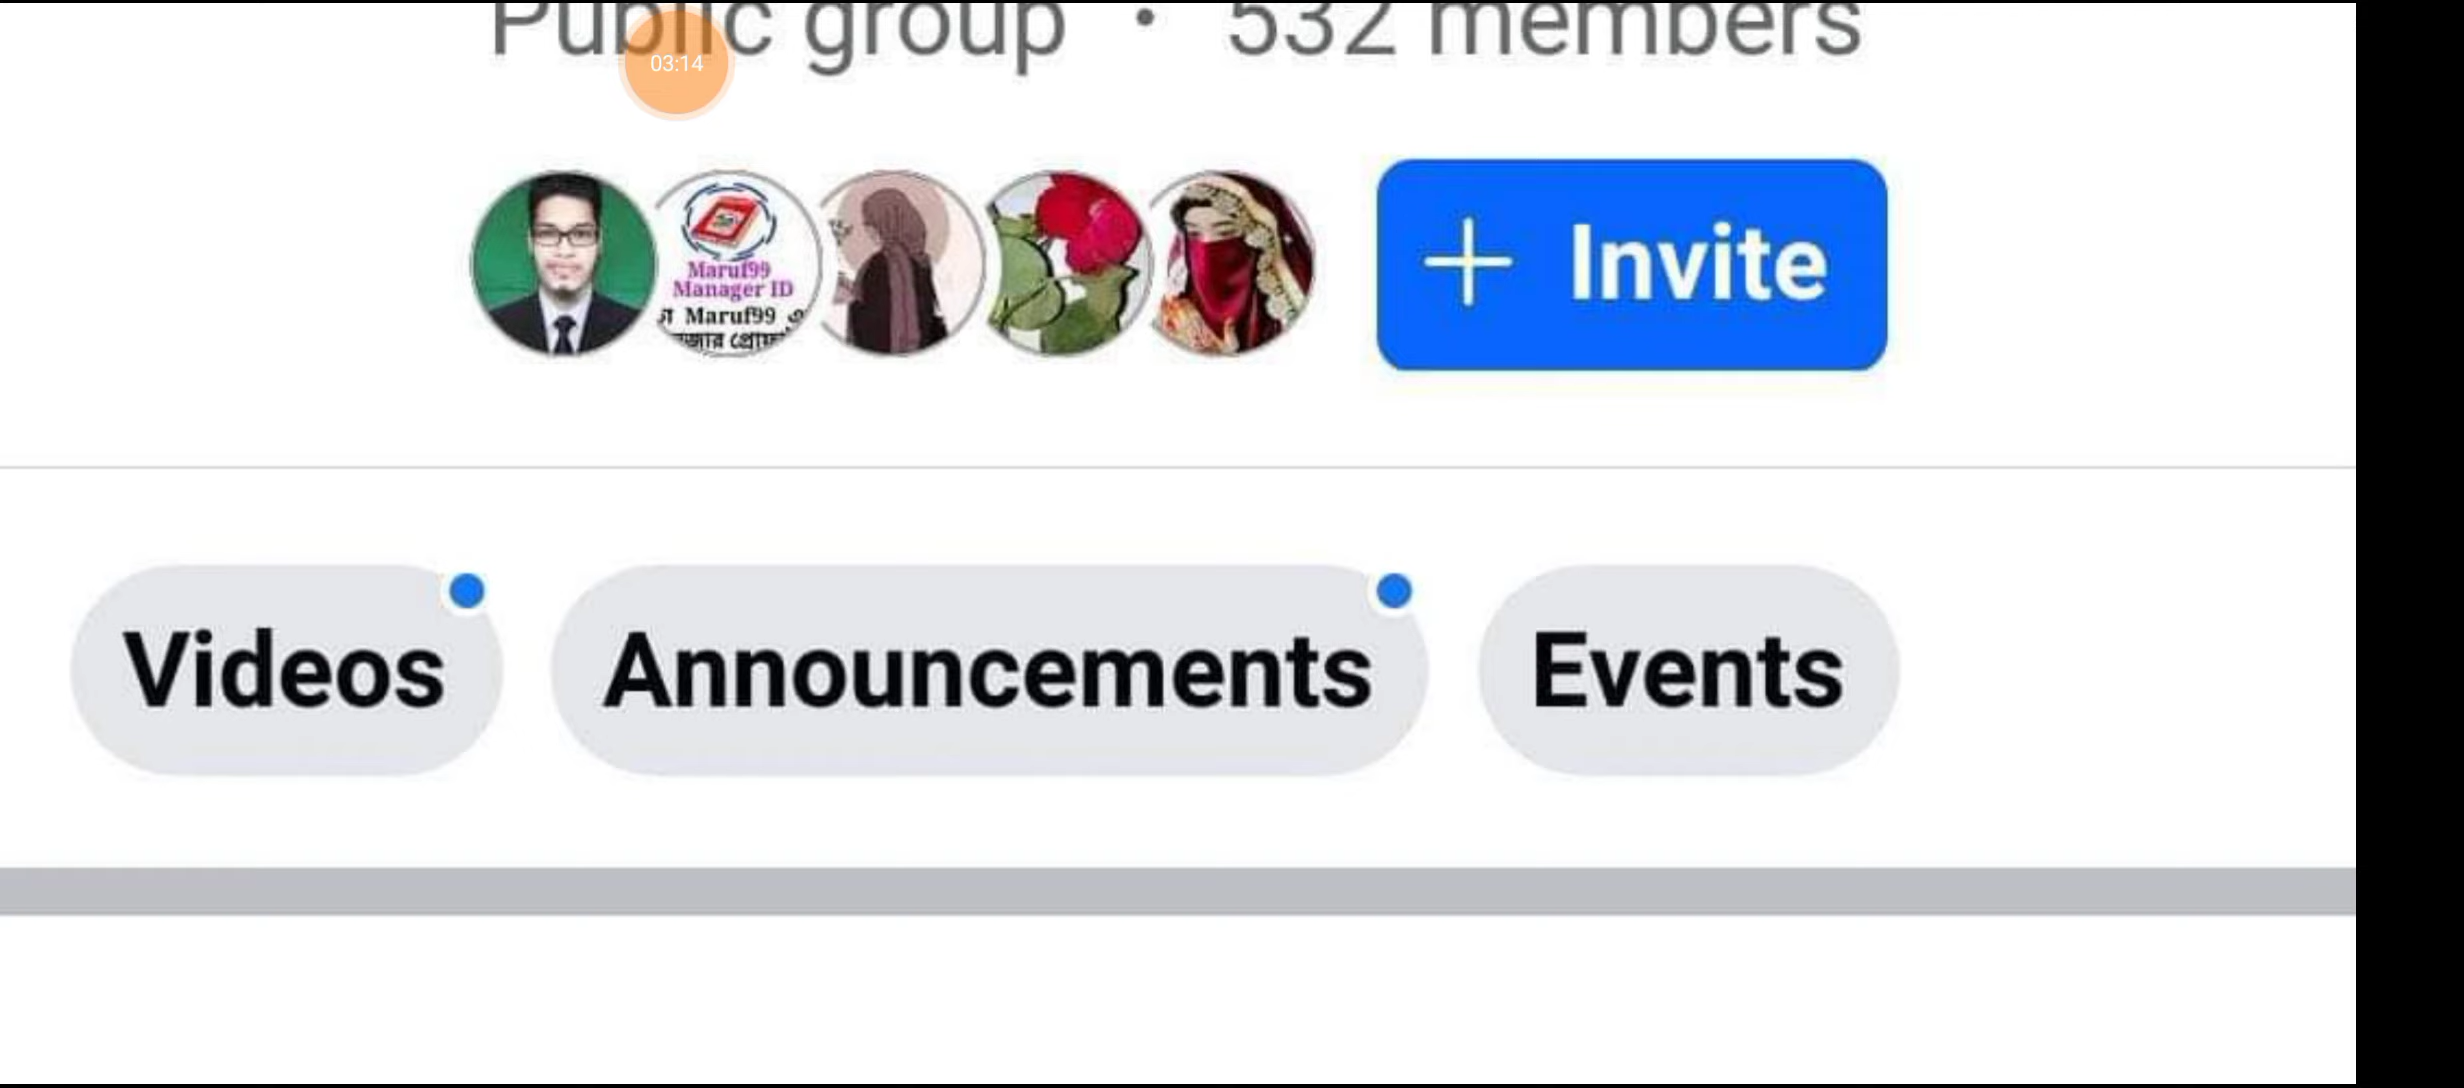 Public group · 532 members
03:14
Maruf99
Manager ID
Maruf99
+ Invite
Videos
Announcements
Events